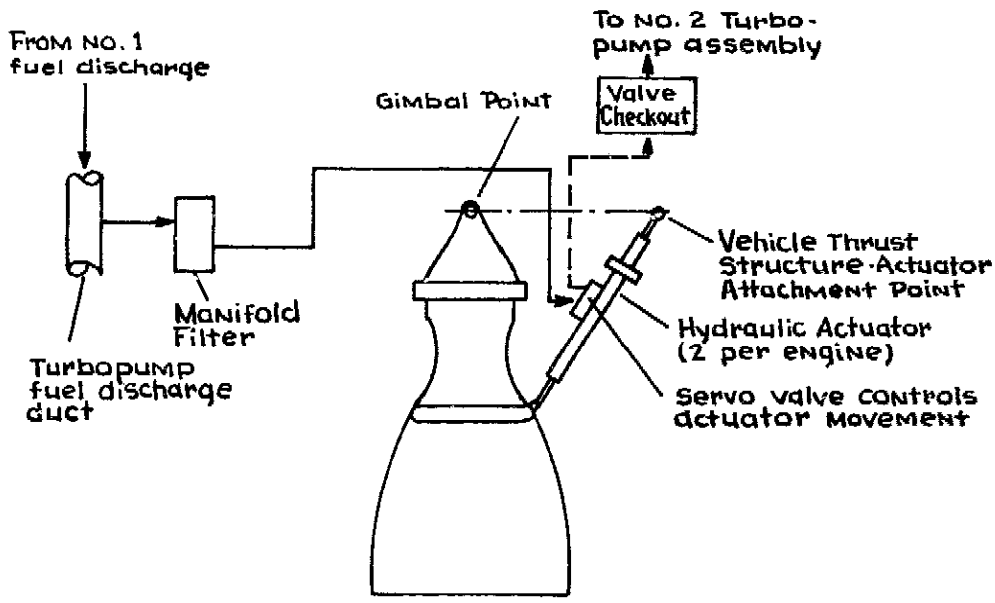 From No. 1
fuel discharge
To No. 2 Turbo-
pump assembly
Valve
Checkout
Gimbal Point
Vehicle Thrust
Structure-Actuator
Attachment Point
Manifold
Filter
Hydraulic Actuator
(2 per engine)
Turbopump
fuel discharge
duct
Servo valve controls
actuator movement